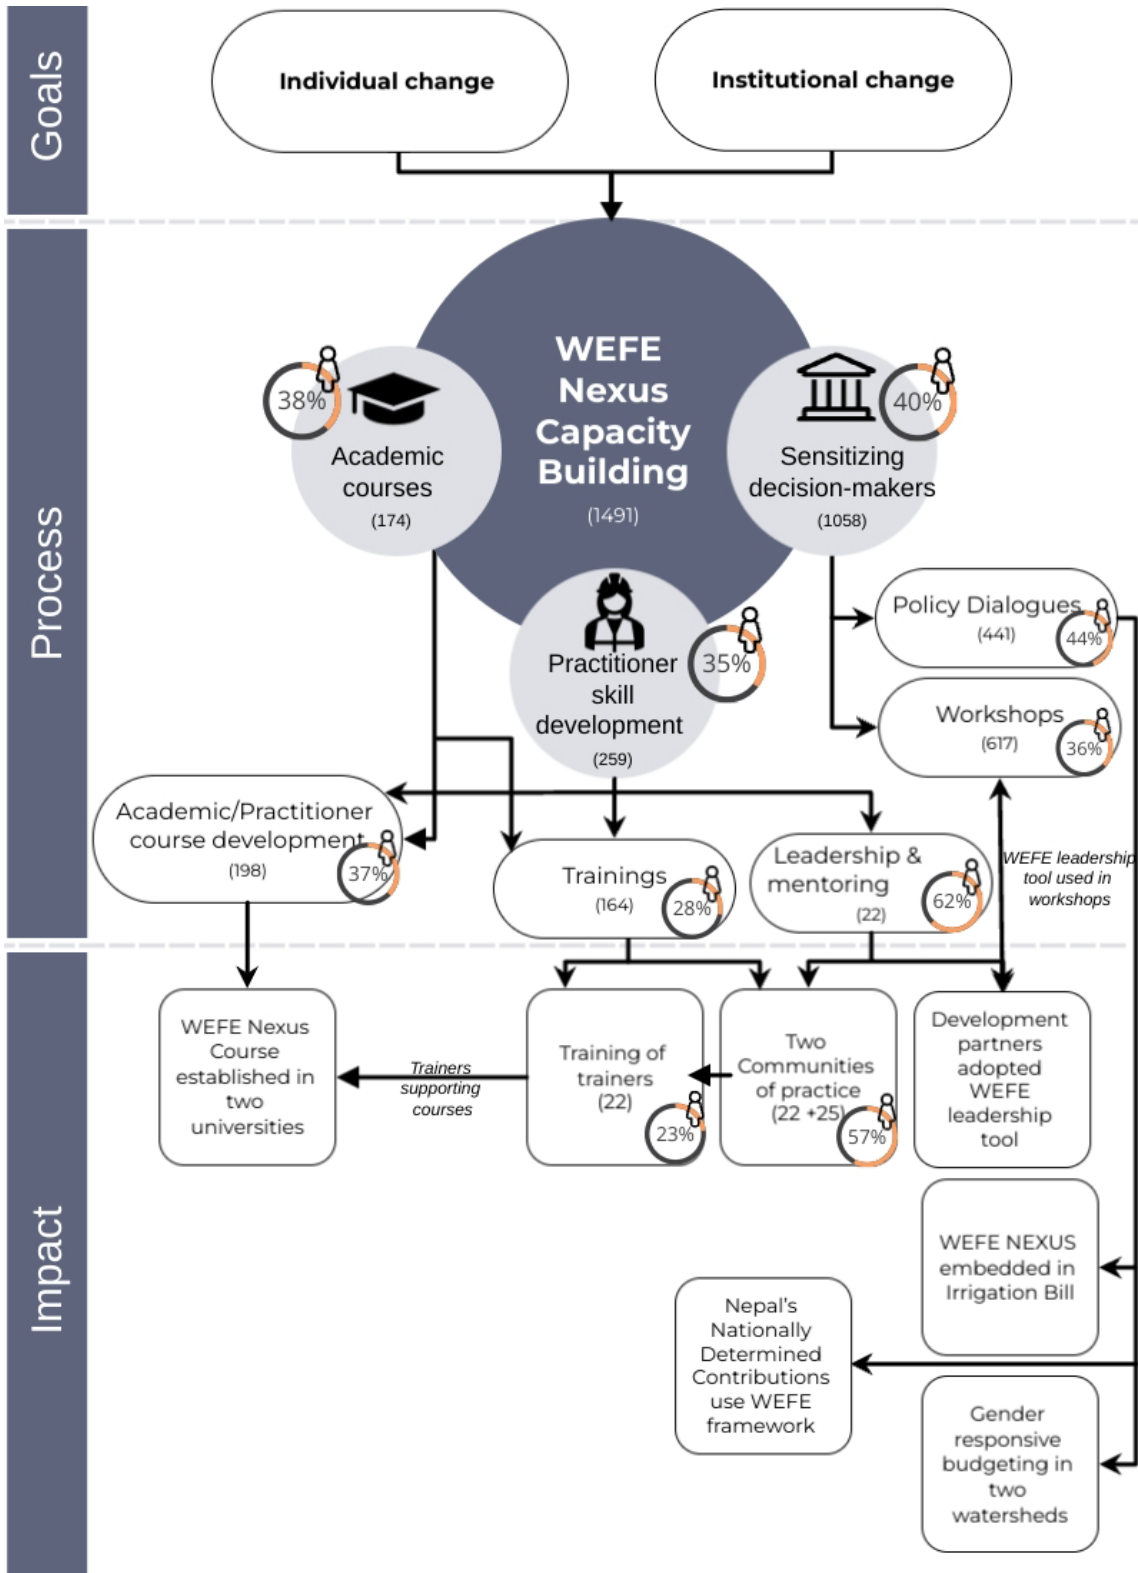 Goals
Individual change
Institutional change
Process
WEFE
Nexus
Capacity
Building
(1491)
38%
Academic
courses
(174)
40%
Sensitizing
decision-makers
(1058)
Practitioner
skill
development
(259)
35%
Policy Dialogues
(441)
44%
Workshops
(617)
36%
Academic/Practitioner
course development
(198)
37%
Trainings
(164)
28%
Leadership &
mentoring
(22)
62%
WEFE leadership
tool used in
workshops
Impact
WEFE Nexus
Course
established in
two
universities
Trainers
supporting
courses
Training of
trainers
(22)
23%
Two
Communities
of practice
(22 +25)
57%
Development
partners
adopted
WEFE
leadership
tool
WEFE NEXUS
embedded in
Irrigation Bill
Nepal's
Nationally
Determined
Contributions
use WEFE
framework
Gender
responsive
budgeting in
two
watersheds